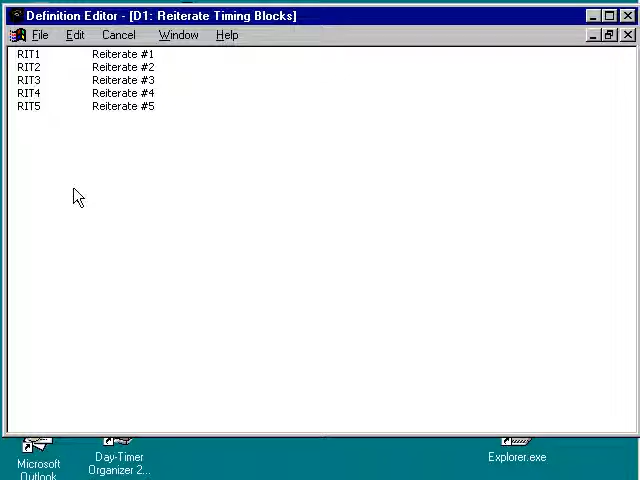 Definition Editor - [D1: Reiterate Timing Blocks]
File Edit Cancel Window Help
RIT1 Reiterate #1
RIT2 Reiterate #2
RIT3 Reiterate #3
RIT4 Reiterate #4
RIT5 Reiterate #5
Microsoft
Outlook
Day-Timer
Organizer 2...
Explorer.exe